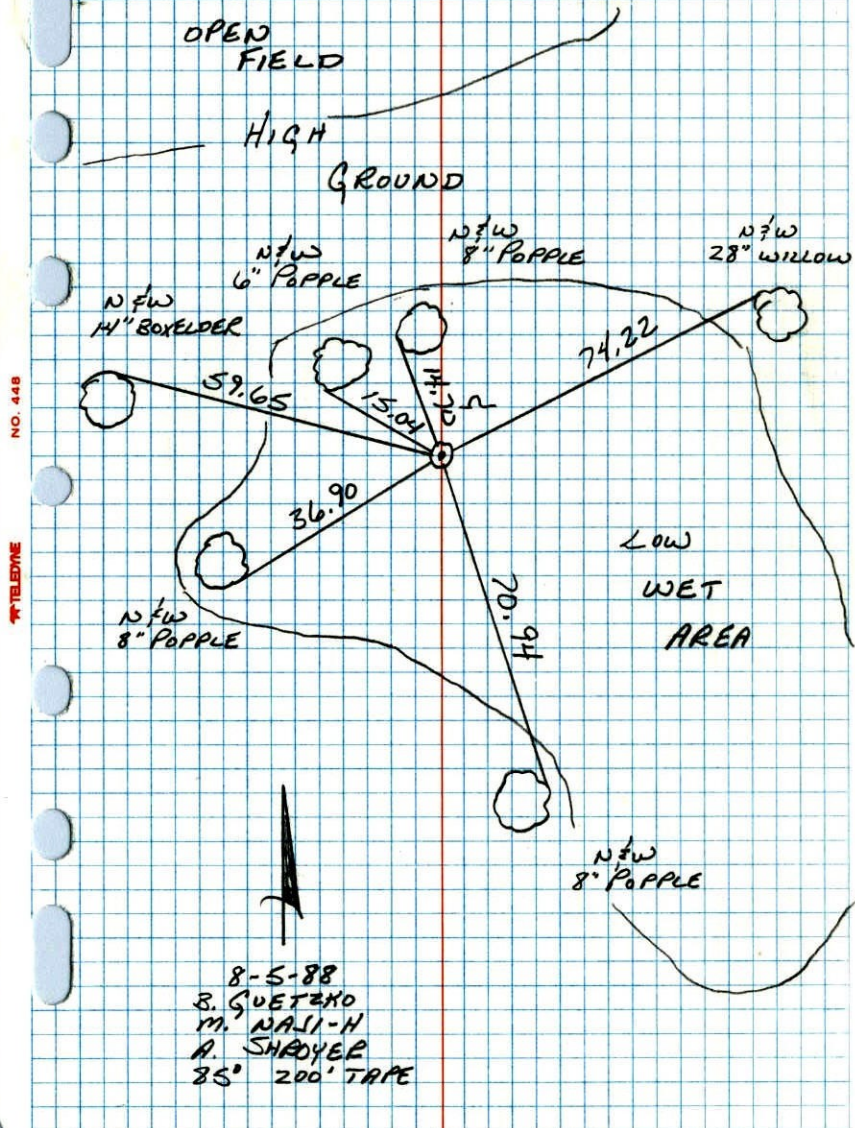 OPEN
FIELD
HIGH
GROUND
N & W
6" POPPLE
N & W
8" POPPLE
N & W
28" WILLOW
N & W
14" BOXELDER
59.65
15.04
14.70
74.22
36.90
70.94
LOW
WET
AREA
N & W
8" POPPLE
N & W
8" POPPLE
8-5-88
B. GUETZKO
M. NAJI-H
A. SHROYER
85° 200' TAPE
NO. 448
TELEDYNE